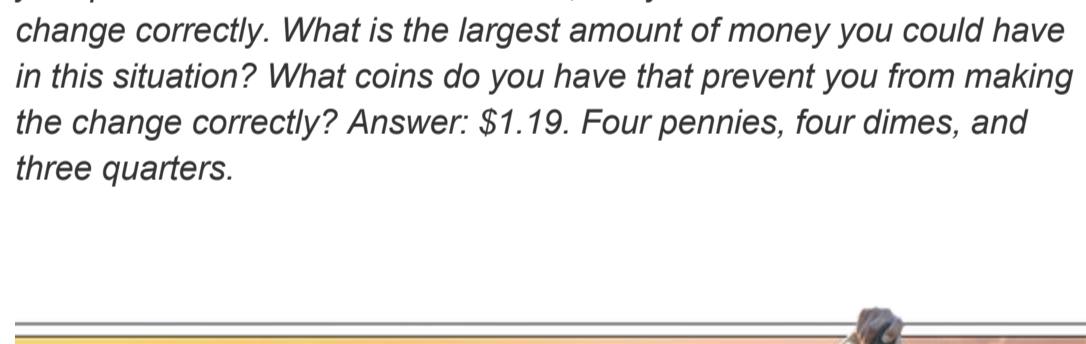 change correctly. What is the largest amount of money you could have
in this situation? What coins do you have that prevent you from making
the change correctly? Answer: $1.19. Four pennies, four dimes, and
three quarters.